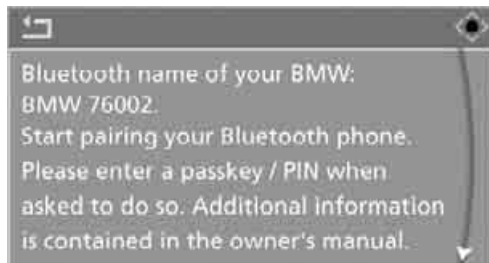 Bluetooth name of your BMW:
BMW 76002.
Start pairing your Bluetooth phone.
Please enter a passkey / PIN when
asked to do so. Additional information
is contained in the owner's manual.